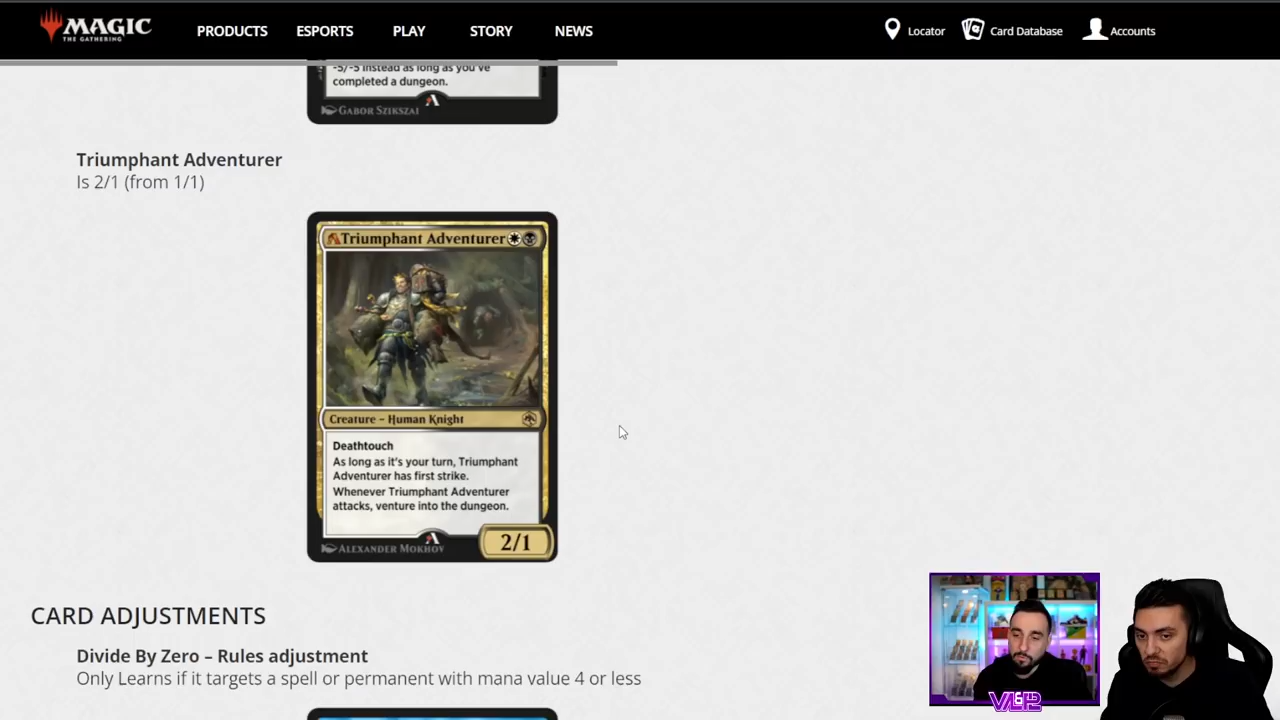 MAGIC
THE GATHERING
PRODUCTS
ESPORTS
PLAY
STORY
NEWS
Locator
Card Database
Accounts
-5/-5 instead as long as you've
completed a dungeon.
GABOR SZIKSZAI
Triumphant Adventurer
Is 2/1 (from 1/1)
Triumphant Adventurer
Creature – Human Knight
Deathtouch
As long as it's your turn, Triumphant
Adventurer has first strike.
Whenever Triumphant Adventurer
attacks, venture into the dungeon.
2/1
ALEXANDER MOKHOV
CARD ADJUSTMENTS
Divide By Zero – Rules adjustment
Only Learns if it targets a spell or permanent with mana value 4 or less